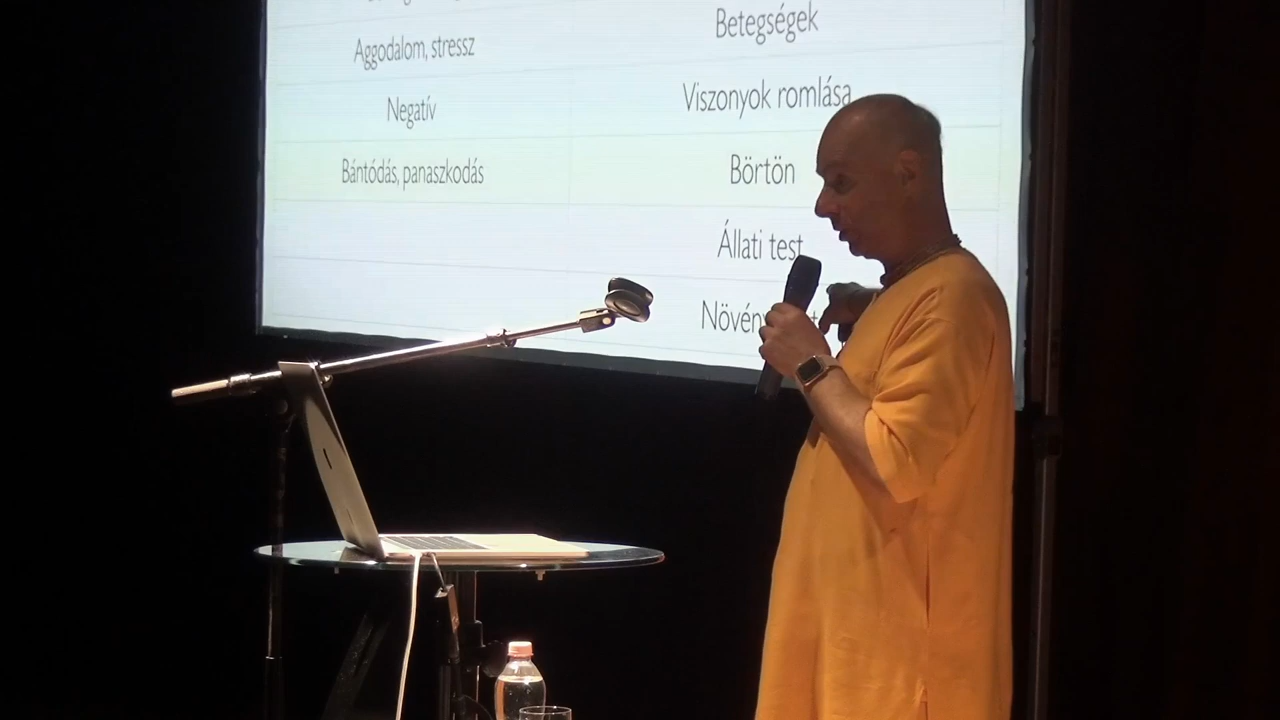 Betegségek
Aggodalom, stressz
Viszonyok romlása
Negatív
Bántódás, panaszkodás
Börtön
Állati test